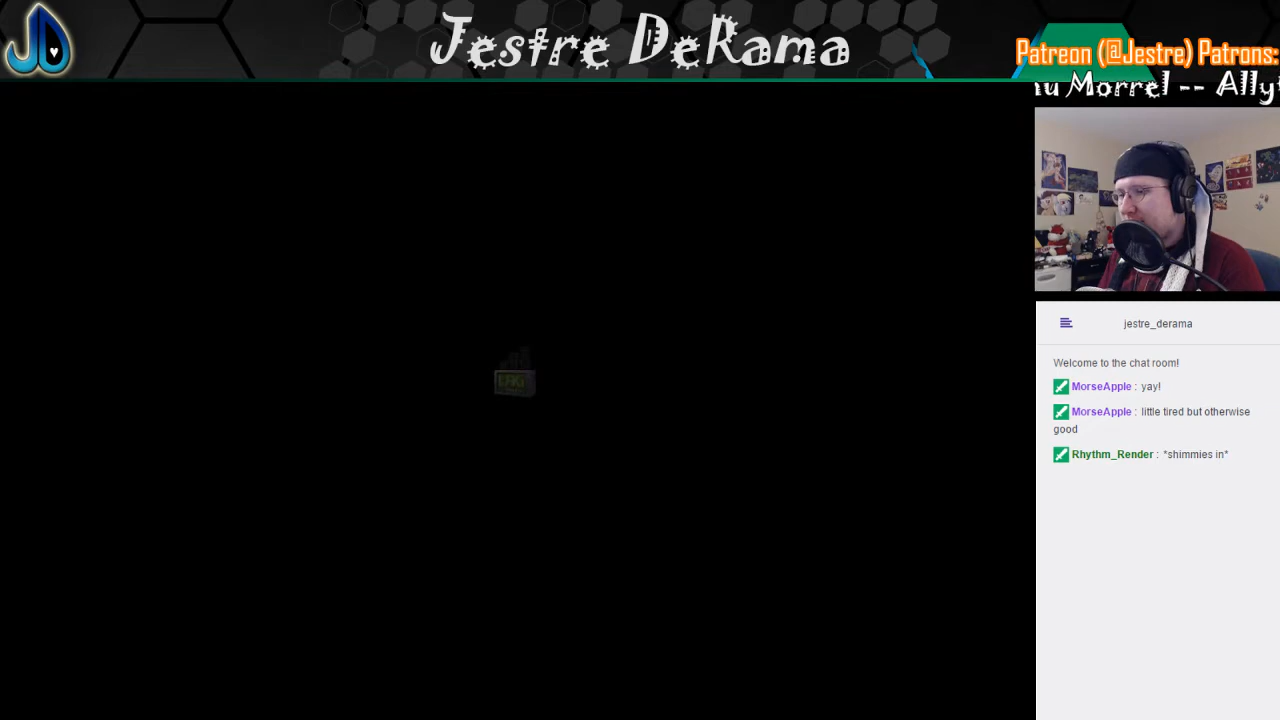 JD
Jestre DeRama
Patreon (@Jestre) Patrons:
Morrel -- 
jestre_derama
Welcome to the chat room!
MorseApple : yay!
MorseApple : little tired but otherwise
good
Rhythm_Render : *shimmies in*